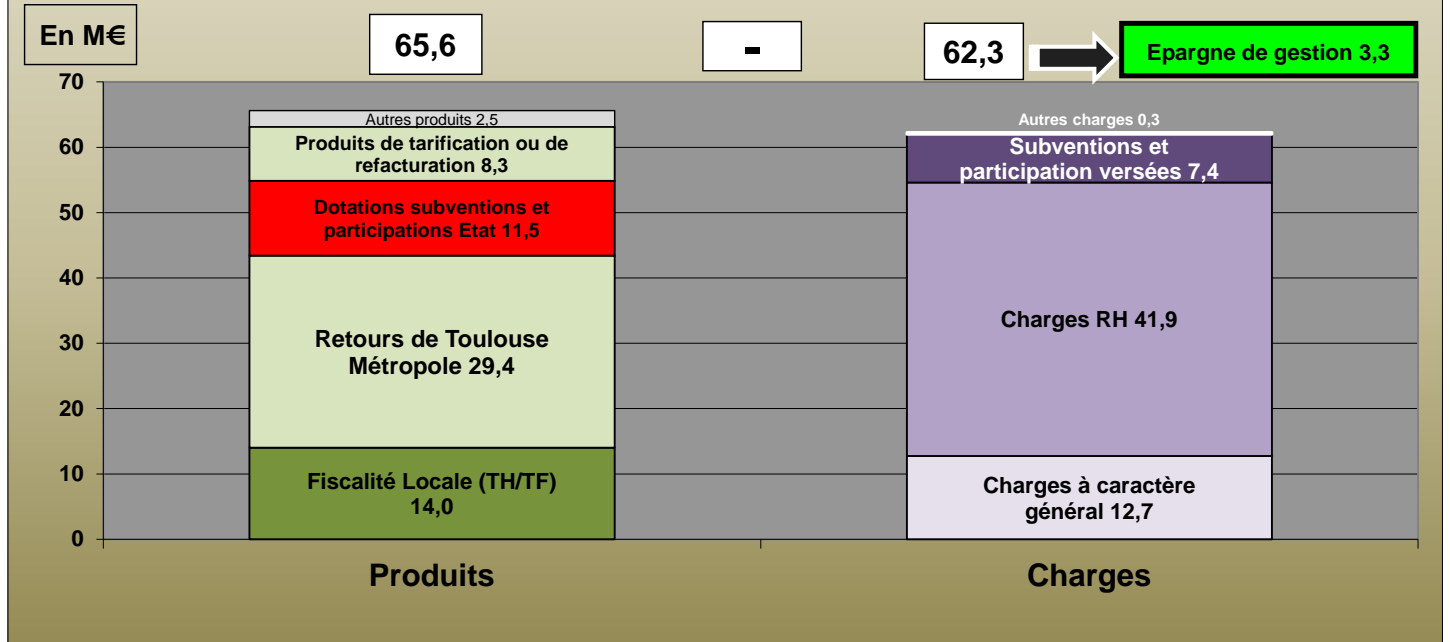 En M€
65,6
-
62,3
Epargne de gestion 3,3
70
60
50
40
30
20
10
0
Autres produits 2,5
Produits de tarification ou de
refacturation 8,3
Dotations subventions et
participations Etat 11,5
Retours de Toulouse
Métropole 29,4
Fiscalité Locale (TH/TF)
14,0
Autres charges 0,3
Subventions et
participation versées 7,4
Charges RH 41,9
Charges à caractère
général 12,7
Produits
Charges